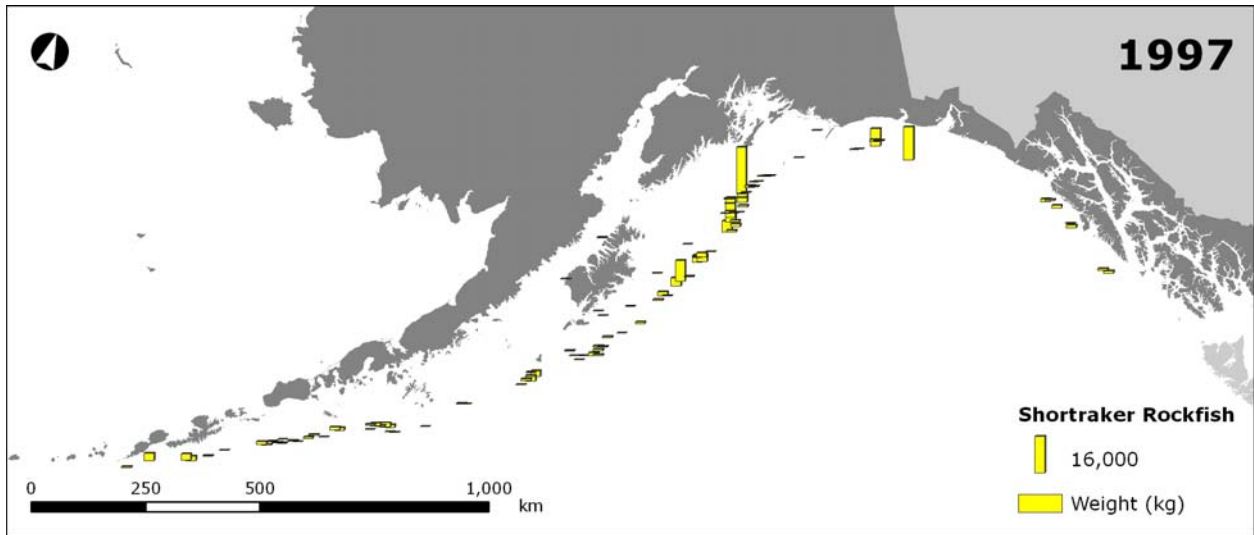 1997
Shortraker Rockfish
16,000
Weight (kg)
0 250 500 1,000
km